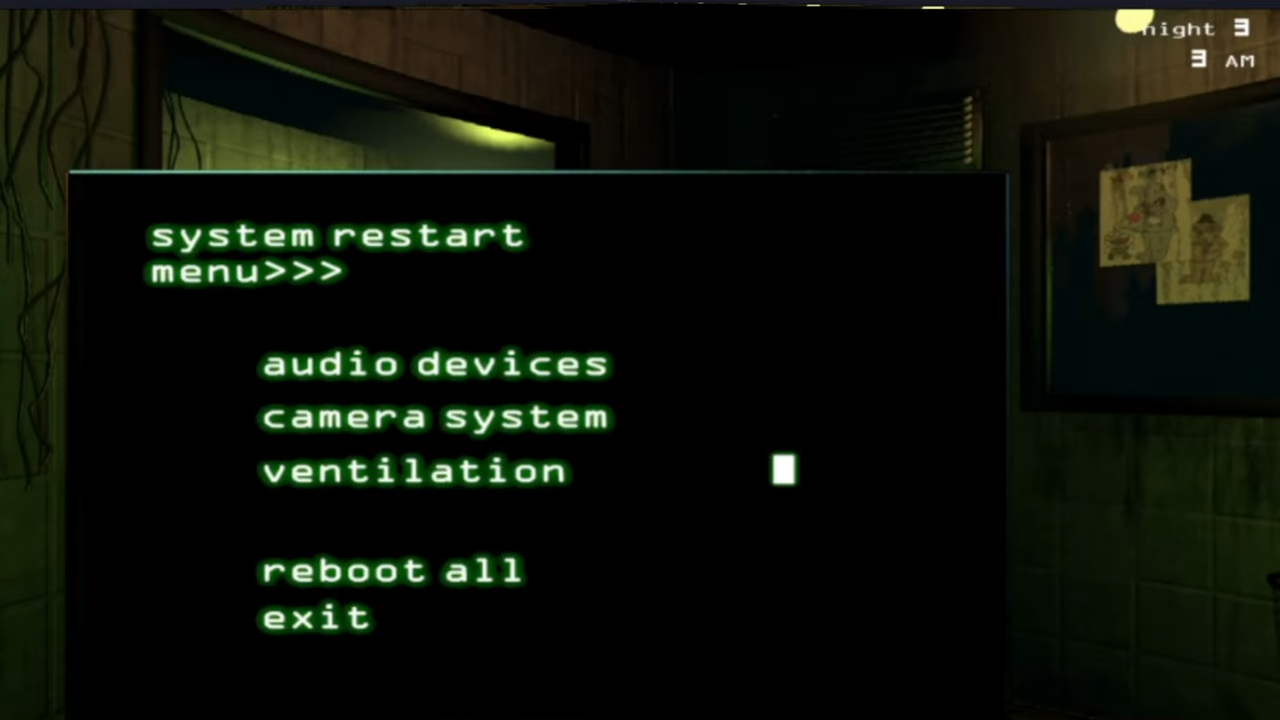 night 3
3 AM
system restart
menu>>>
audio devices
camera system
ventilation
reboot all
exit